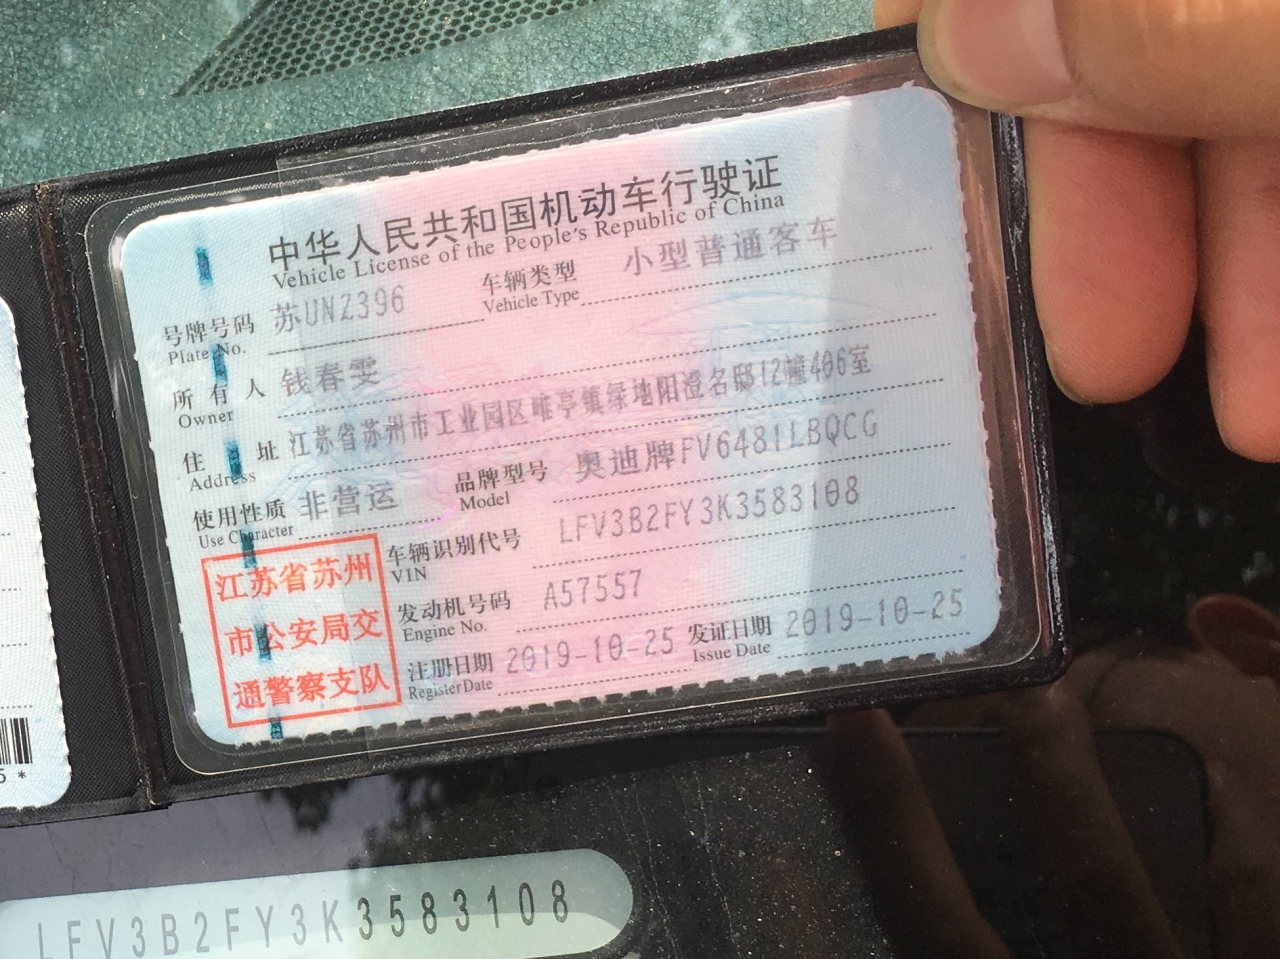 中华人民共和国机动车行驶证
Vehicle License of the People's Republic of China
号牌号码 苏UNZ396 车辆类型 小型普通客车
Plate No. Vehicle Type
所有人 钱春雯
Owner
住址 江苏省苏州市工业园区唯亭镇绿地阳澄名邸12幢406室
Address
使用性质 非营运 品牌型号 奥迪牌FV6481LBQCG
Use Character Model
车辆识别代号 LFV3B2FY3K3583108
VIN
发动机号码 A57557
Engine No.
注册日期 2019-10-25 发证日期 2019-10-25
Register Date Issue Date
江苏省苏州
市公安局交
通警察支队
5*
LFV3B2FY3K3583108